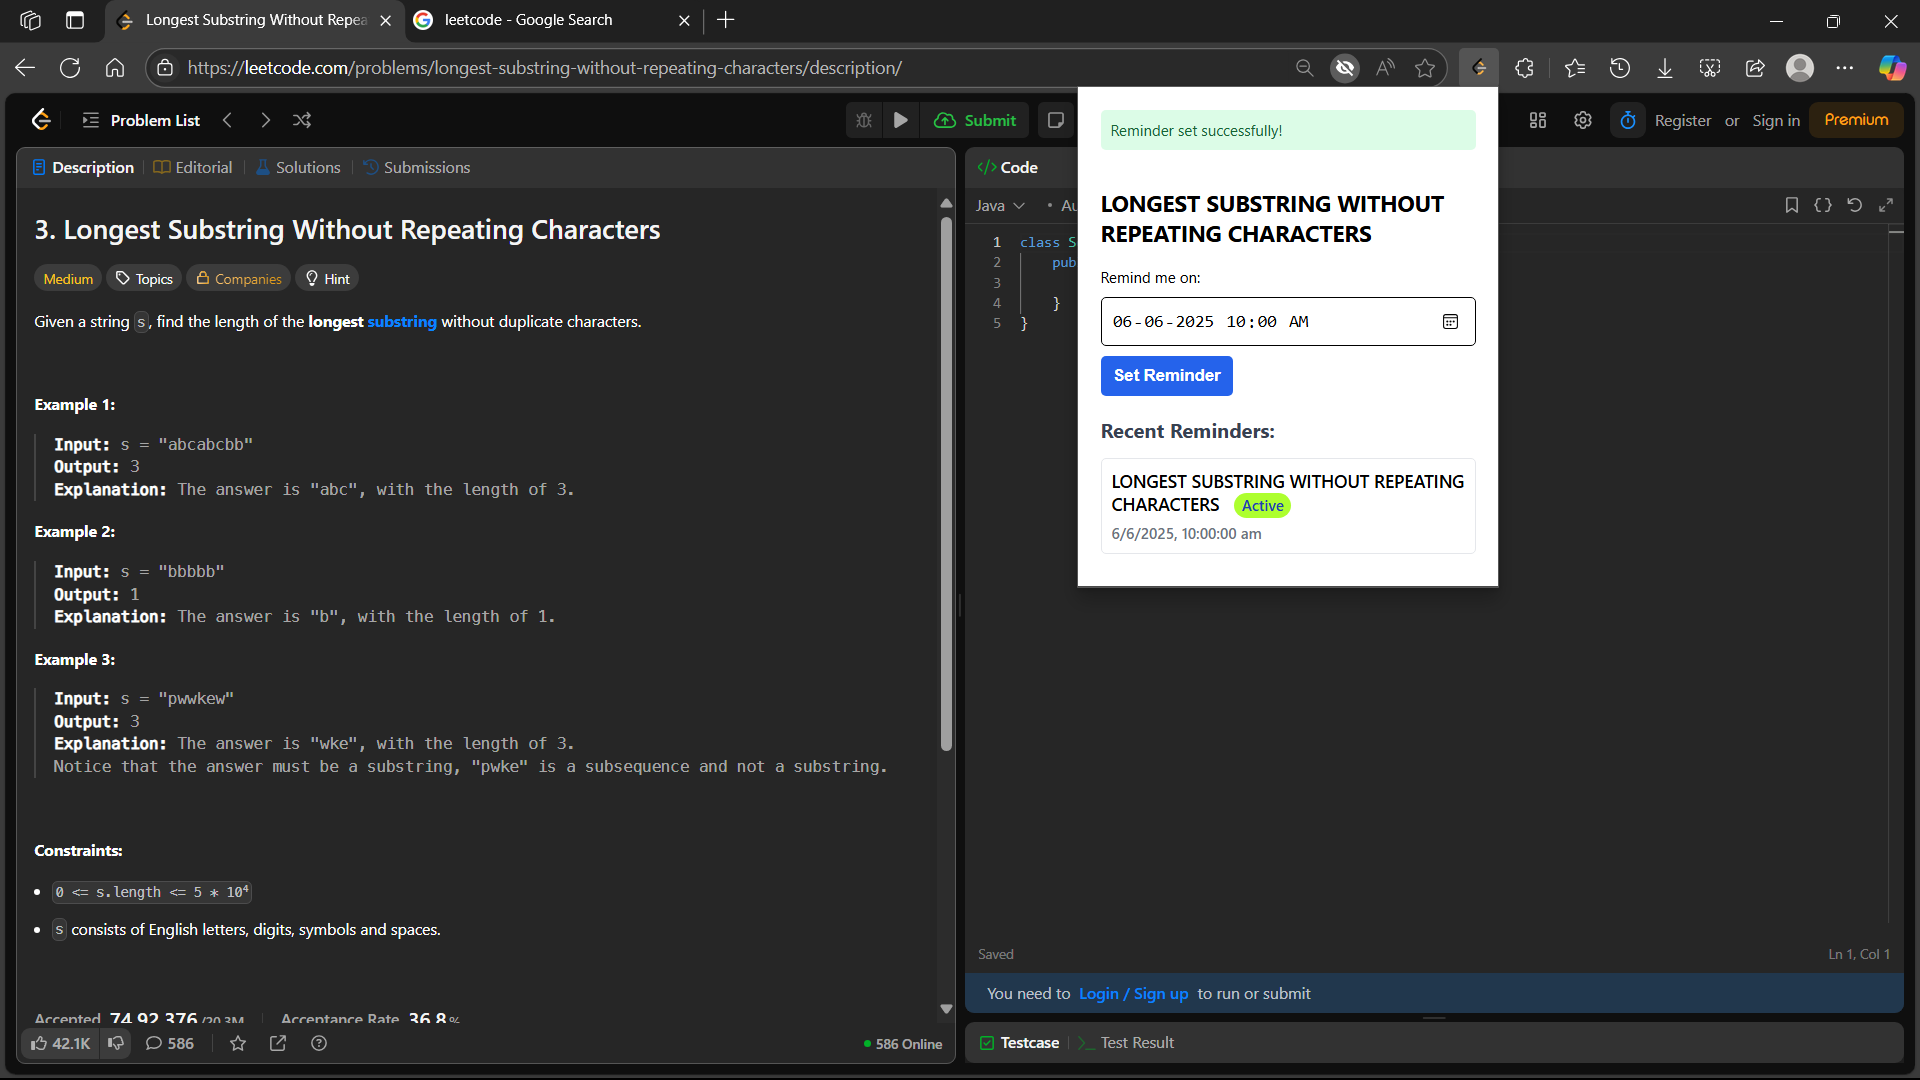 Longest Substring Without Repea
leetcode - Google Search
https://leetcode.com/problems/longest-substring-without-repeating-characters/description/
Problem List
Submit
Register or Sign in
Premium
Description
Editorial
Solutions
Submissions
3. Longest Substring Without Repeating Characters
Medium
Topics
Companies
Hint
Given a string s, find the length of the longest substring without duplicate characters.
Example 1:
Input: s = "abcabcbb"
Output: 3
Explanation: The answer is "abc", with the length of 3.
Example 2:
Input: s = "bbbbb"
Output: 1
Explanation: The answer is "b", with the length of 1.
Example 3:
Input: s = "pwwkew"
Output: 3
Explanation: The answer is "wke", with the length of 3.
Notice that the answer must be a substring, "pwke" is a subsequence and not a substring.
Constraints:
0 <= s.length <= 5 * 10⁴
s consists of English letters, digits, symbols and spaces.
Accepted 74,92,376/20.3M
Acceptance Rate 36.8%
42.1K
586
586 Online
</> Code
Java
• Au
1 class S
2 pub
3
4 }
5 }
Saved
Ln 1, Col 1
You need to Login / Sign up to run or submit
Testcase
Test Result
Reminder set successfully!
LONGEST SUBSTRING WITHOUT
REPEATING CHARACTERS
Remind me on:
06-06-2025 10:00 AM
Set Reminder
Recent Reminders:
LONGEST SUBSTRING WITHOUT REPEATING
CHARACTERS Active
6/6/2025, 10:00:00 am